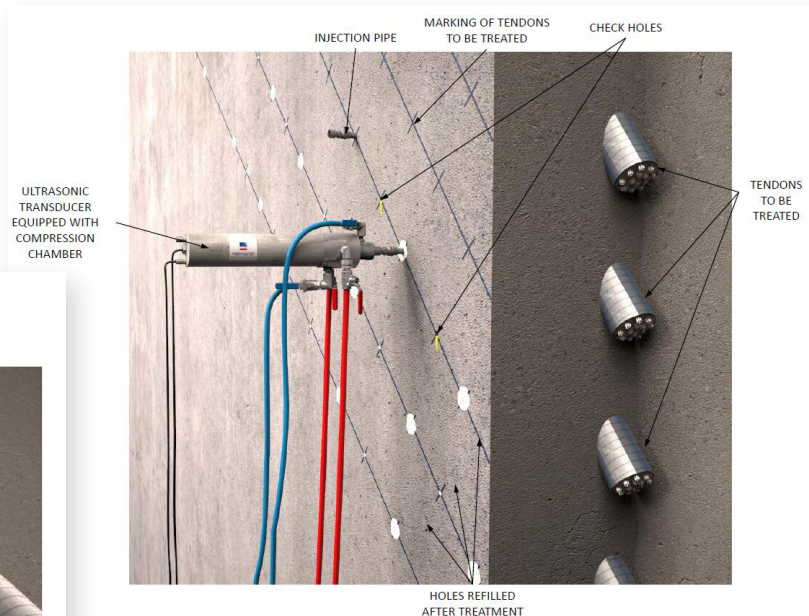 INJECTION PIPE
MARKING OF TENDONS
TO BE TREATED
CHECK HOLES
ULTRASONIC
TRANSDUCER
EQUIPPED WITH
COMPRESSION
CHAMBER
TENDONS
TO BE
TREATED
HOLES REFILLED
AFTER TREATMENT